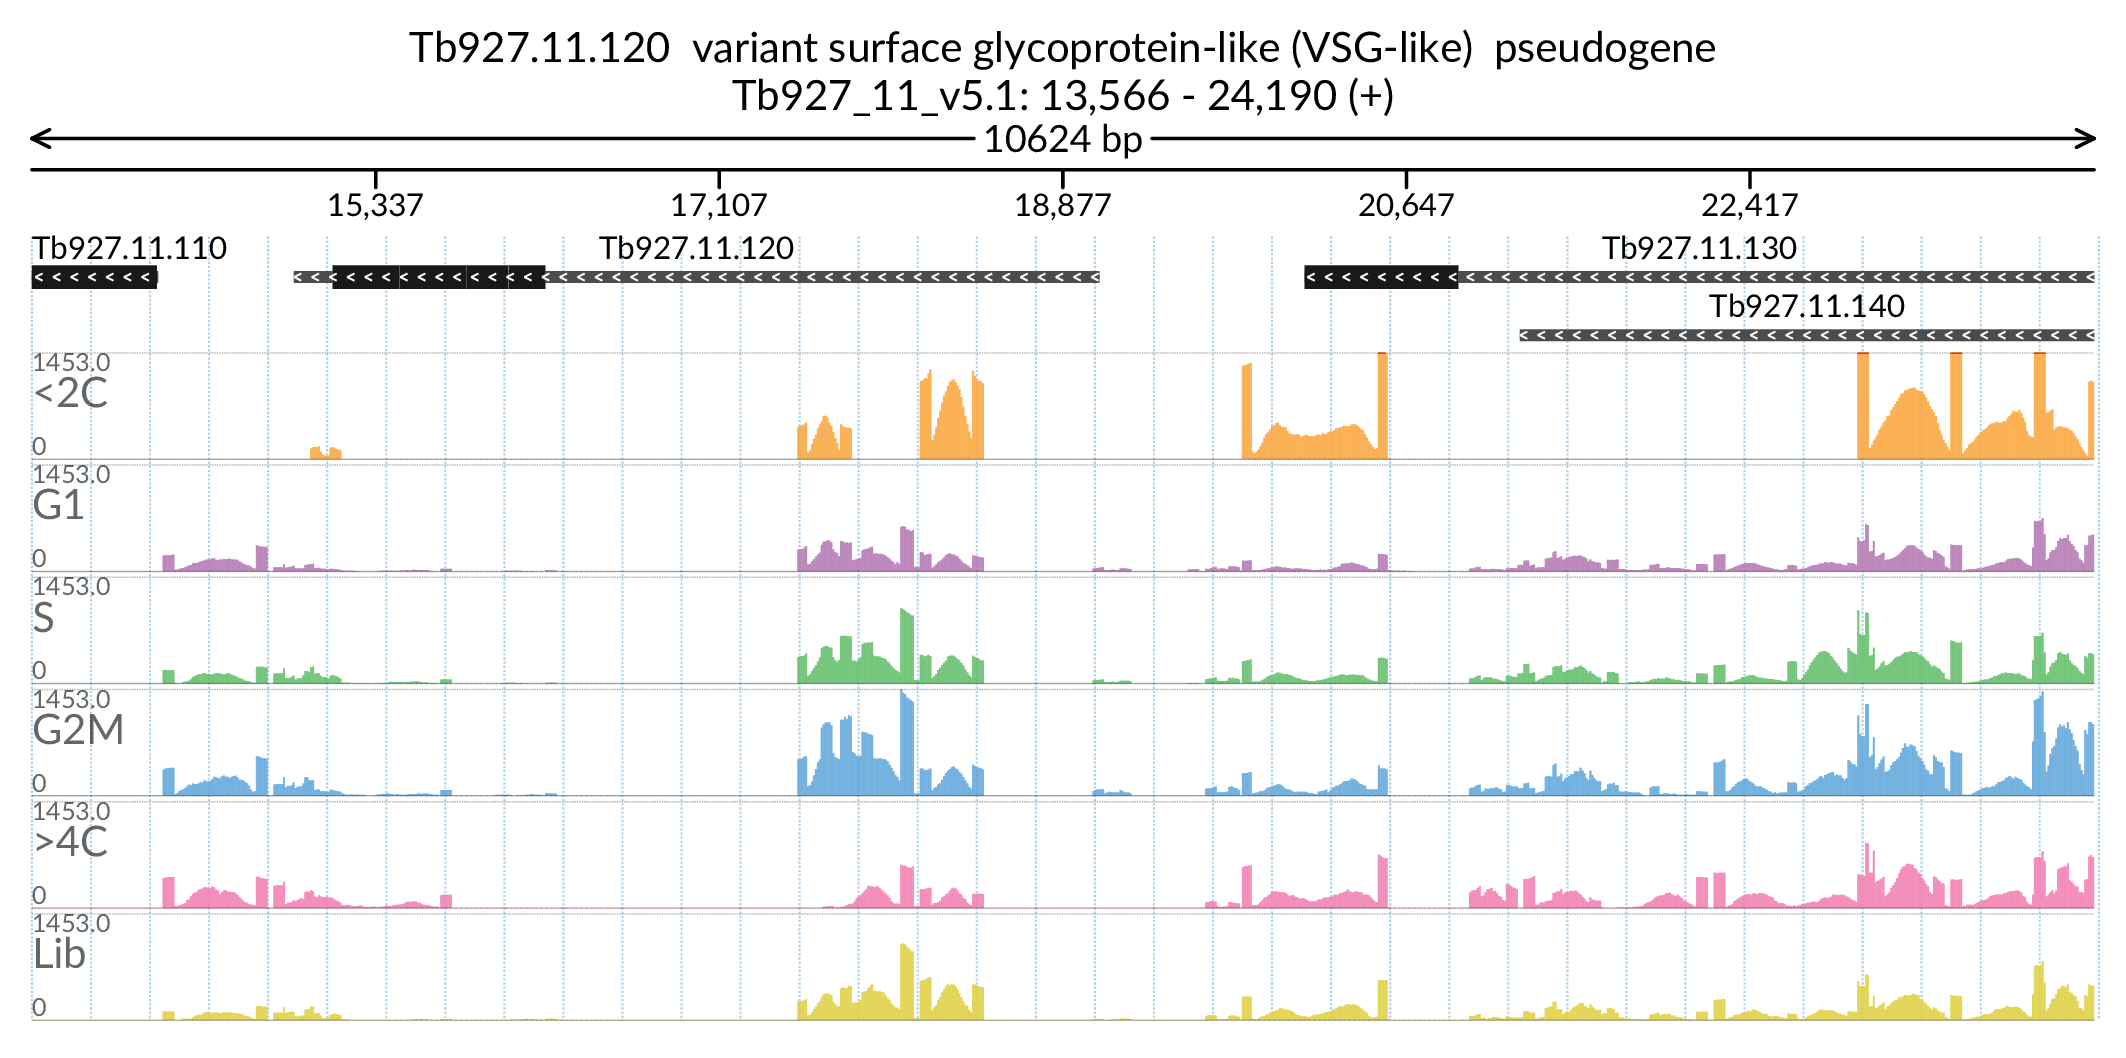 Tb927.11.120 variant surface glycoprotein-like (VSG-like) pseudogene
Tb927_11_v5.1: 13,566 - 24,190 (+)
10624 bp
15,337 17,107 18,877 20,647 22,417
Tb927.11.110 Tb927.11.120 Tb927.11.130
Tb927.11.140
1453.0
<2C
0
1453.0
G1
0
1453.0
S
0
1453.0
G2M
0
1453.0
>4C
0
1453.0
Lib
0